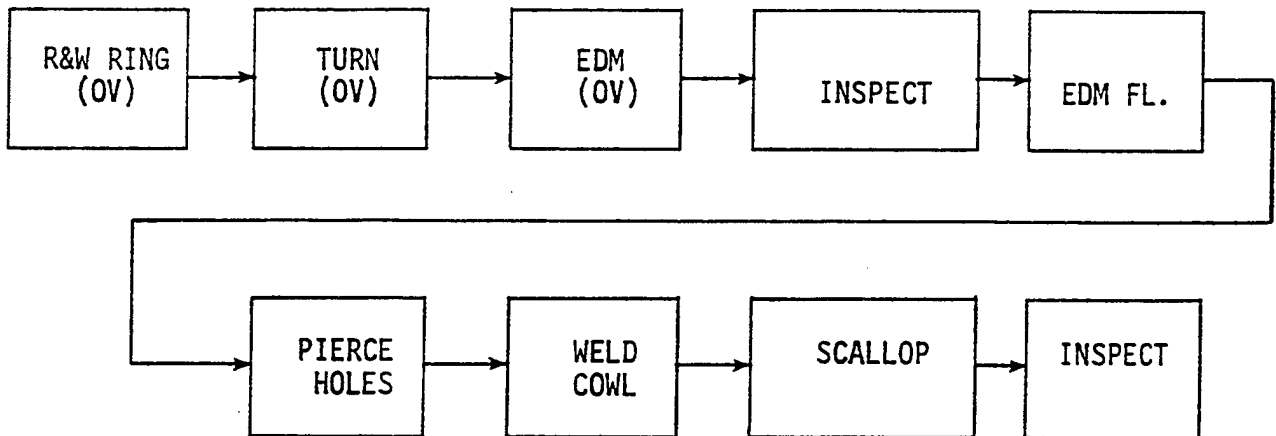 R&W RING
(OV)
TURN
(OV)
EDM
(OV)
INSPECT
EDM FL.
PIERCE
HOLES
WELD
COWL
SCALLOP
INSPECT